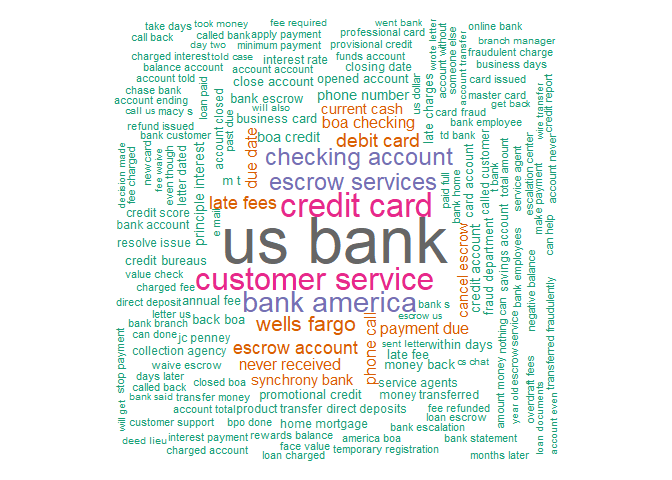 take days
took money
fee required
went bank
call back
called bank
apply payment
professional card
online bank
day two
minimum payment
provisional credit
branch manager
charged interest
told case
interest rate
funds account
fraudulent charge
balance account
account account
closing date
business days
account told
close account
opened account
card issued
chase bank
bank escrow
phone number
master card
account ending
will also
current cash
card fraud
get back
call us
macy s
business card
boa checking
bank employee
refund issued
boa credit
debit card
td bank
bank customer
checking account
escrow services
m t
late fees
credit card
us bank
customer service
bank america
wells fargo
escrow account
never received
synchrony bank
payment due
decision made
fee charged
new card
fee waive
even though
letter dated
loan paid
principle interest
account closed
past due
e mail
due date
late charges
us dollar
wrote letter
account without
someone else
account transfer
wire transfer
credit report
paid full
bank home
card account
called customer
t bank
total amount
service agent
escalation center
make payment
account never
can help
cancel escrow
credit account
fraud department
nothing can
savings account
bank employees
negative balance
transferred fraudulently
amount money
year old
escrow service
overdraft fees
loan documents
account even
credit score
bank account
resolve issue
credit bureaus
value check
charged fee
direct deposit
annual fee
letter us
back boa
bank branch
can done
jc penney
collection agency
waive escrow
days later
called back
closed boa
bank said
transfer money
promotional credit
account total
product transfer
direct deposits
customer support
bpo done
home mortgage
interest payment
rewards balance
america boa
deed lieu
charged account
face value
temporary registration
loan charged
stop payment
will get
phone call
bank s
escrow us
sent letter
within days
late fee
money back
cs chat
service agents
money transferred
fee refunded
loan escrow
bank escalation
bank statement
months later